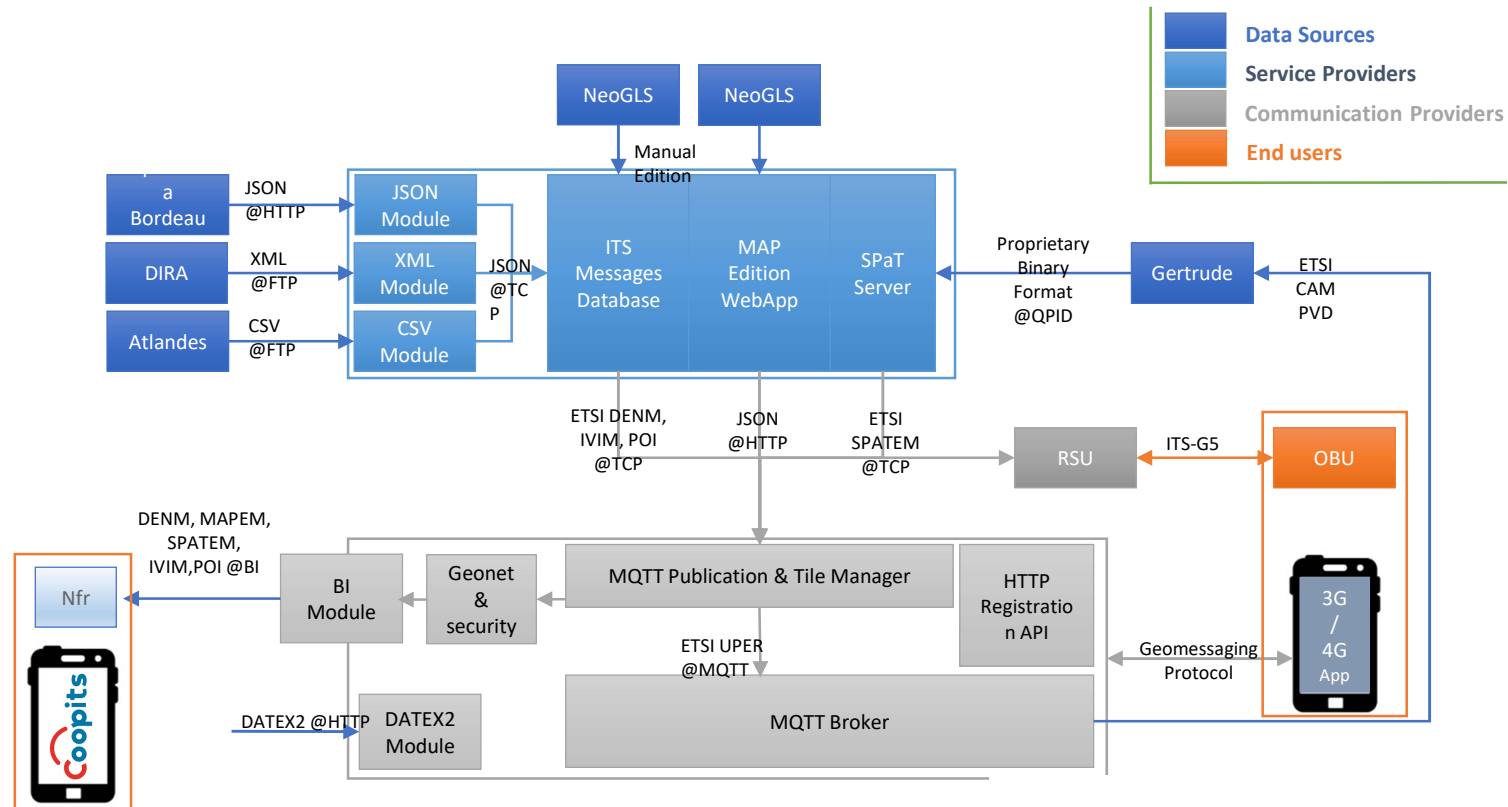 Data Sources
Service Providers
Communication Providers
End users
NeoGLS
NeoGLS
Manual
Edition
a
Bordeau
JSON
@HTTP
JSON
Module
DIRA
XML
@FTP
XML
Module
Atlandes
CSV
@FTP
CSV
Module
JSON
@TC
P
ITS
Messages
Database
MAP
Edition
WebApp
SPaT
Server
Proprietary
Binary
Format
@QPID
Gertrude
ETSI
CAM
PVD
ETSI DENM,
IVIM, POI
@TCP
JSON
@HTTP
ETSI
SPATEM
@TCP
RSU
ITS-G5
OBU
DENM, MAPEM,
SPATEM,
IVIM,POI @BI
Nfr
BI
Module
Geonet
&
security
MQTT Publication & Tile Manager
HTTP
Registratio
n API
ETSI UPER
@MQTT
Geomessaging
Protocol
3G
/
4G
App
Coopits
DATEX2 @HTTP
DATEX2
Module
MQTT Broker